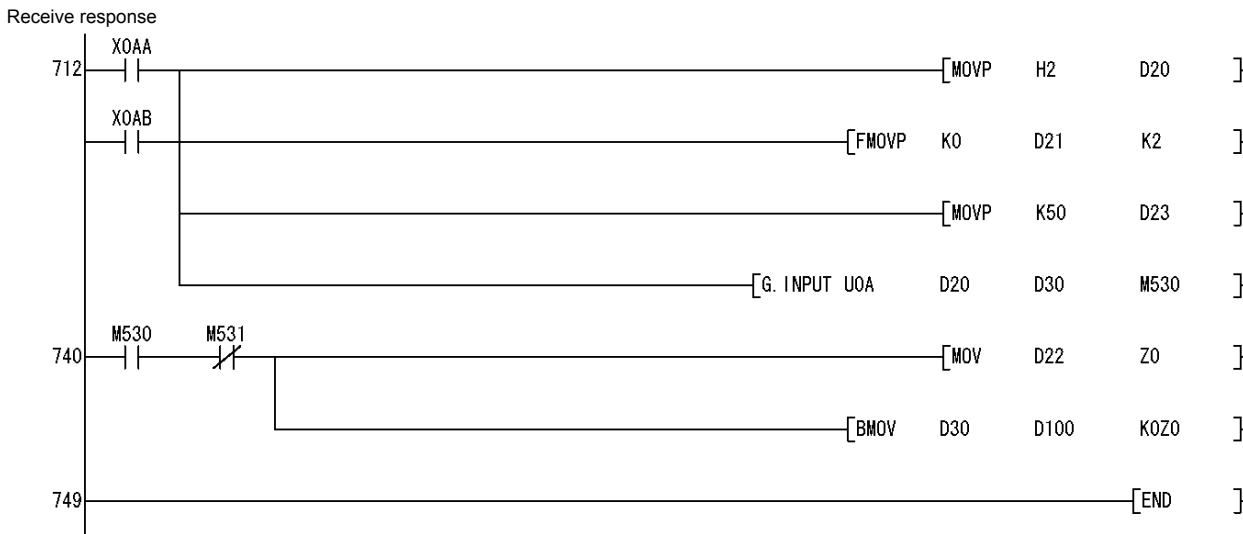 Receive response
X0AA
712 [MOVP H2 D20 ]
X0AB
[FMOVP K0 D21 K2 ]
[MOVP K50 D23 ]
[G.INPUT U0A D20 D30 M530 ]
M530 M531
740 [MOV D22 Z0 ]
[BMOV D30 D100 K0Z0 ]
749 [END ]